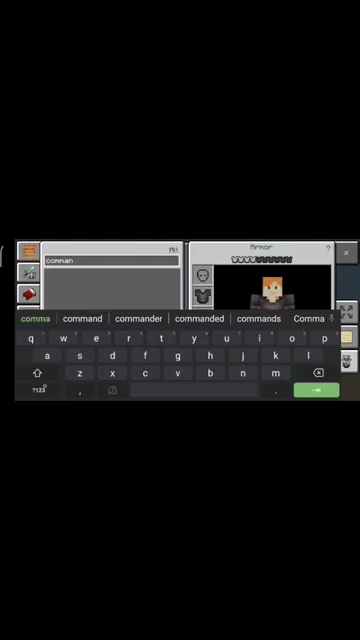 All
Armor
?
comman
comma command commander commanded commands Comma
q w e r t y u i o p
a s d f g h j k l
z x c v b n m
?123 , .